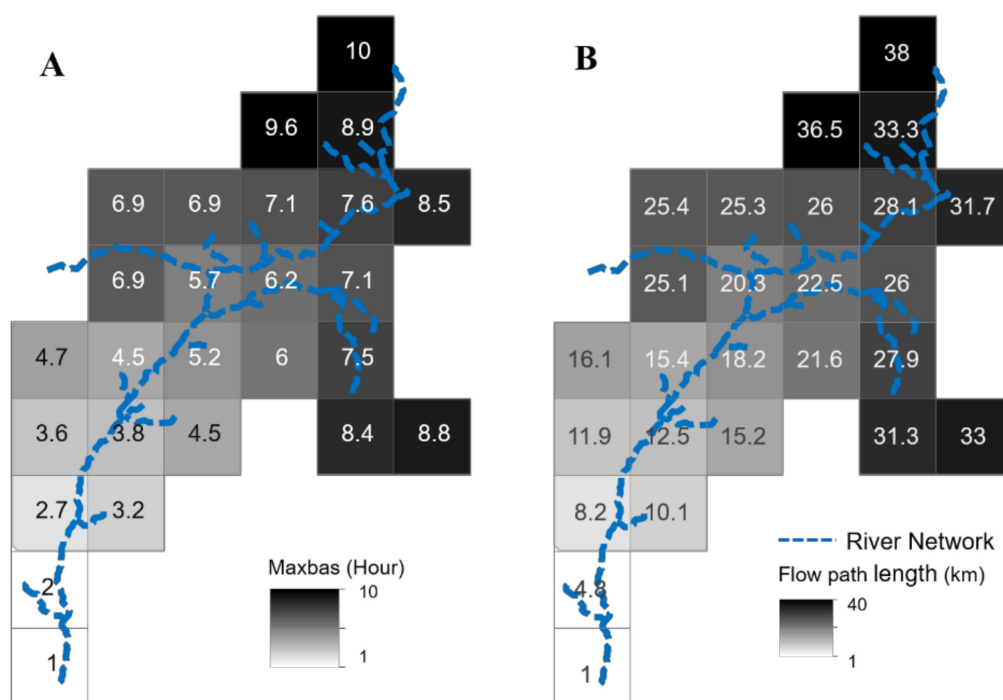 A
10
9.6 8.9
6.9 6.9 7.1 7.6 8.5
6.9 5.7 6.2 7.1
4.7 4.5 5.2 6 7.5
3.6 3.8 4.5 8.4 8.8
2.7 3.2
2
1
Maxbas (Hour)
10
1
B
38
36.5 33.3
25.4 25.3 26 28.1 31.7
25.1 20.3 22.5 26
16.1 15.4 18.2 21.6 27.9
11.9 12.5 15.2 31.3 33
8.2 10.1
4.8
1
River Network
Flow path length (km)
40
1